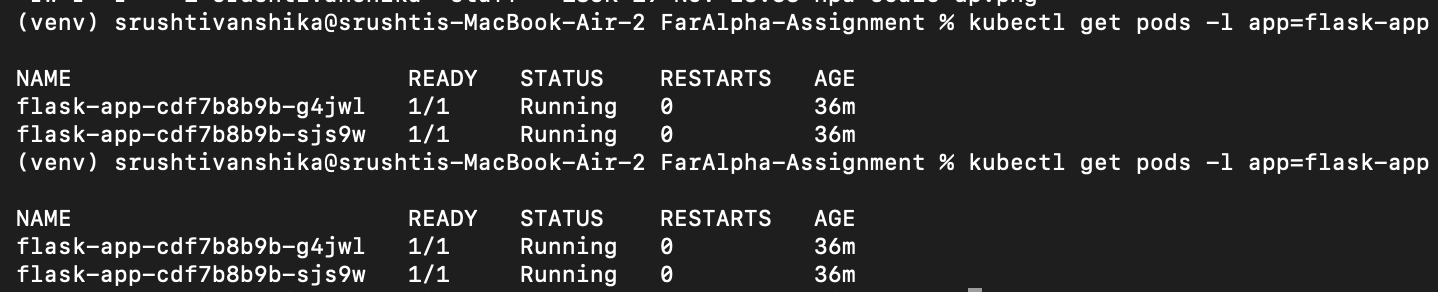 (venv) srushtivanshika@srushtis-MacBook-Air-2 FarAlpha-Assignment % kubectl get pods -l app=flask-app
NAME                       READY   STATUS    RESTARTS   AGE
flask-app-cdf7b8b9b-g4jwl   1/1     Running   0          36m
flask-app-cdf7b8b9b-sjs9w   1/1     Running   0          36m
(venv) srushtivanshika@srushtis-MacBook-Air-2 FarAlpha-Assignment % kubectl get pods -l app=flask-app
NAME                       READY   STATUS    RESTARTS   AGE
flask-app-cdf7b8b9b-g4jwl   1/1     Running   0          36m
flask-app-cdf7b8b9b-sjs9w   1/1     Running   0          36m